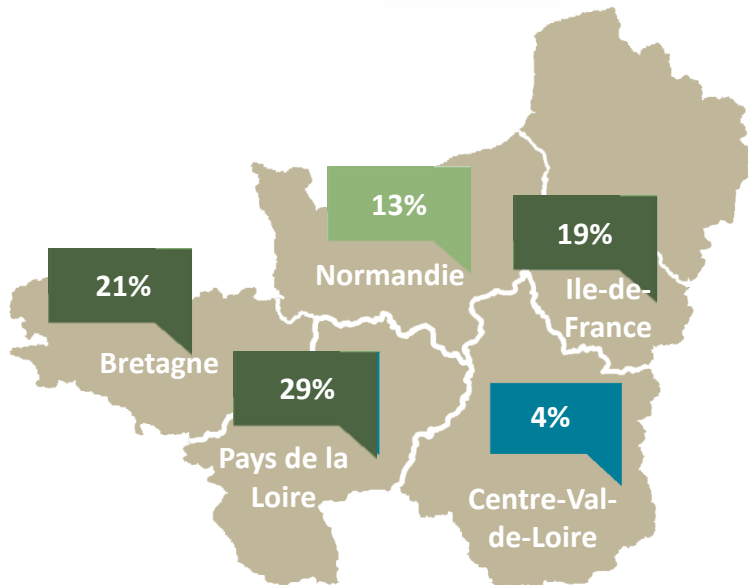 13%
Normandie
19%
Ile-de-
France
21%
Bretagne
29%
Pays de la
Loire
4%
Centre-Val-
de-Loire